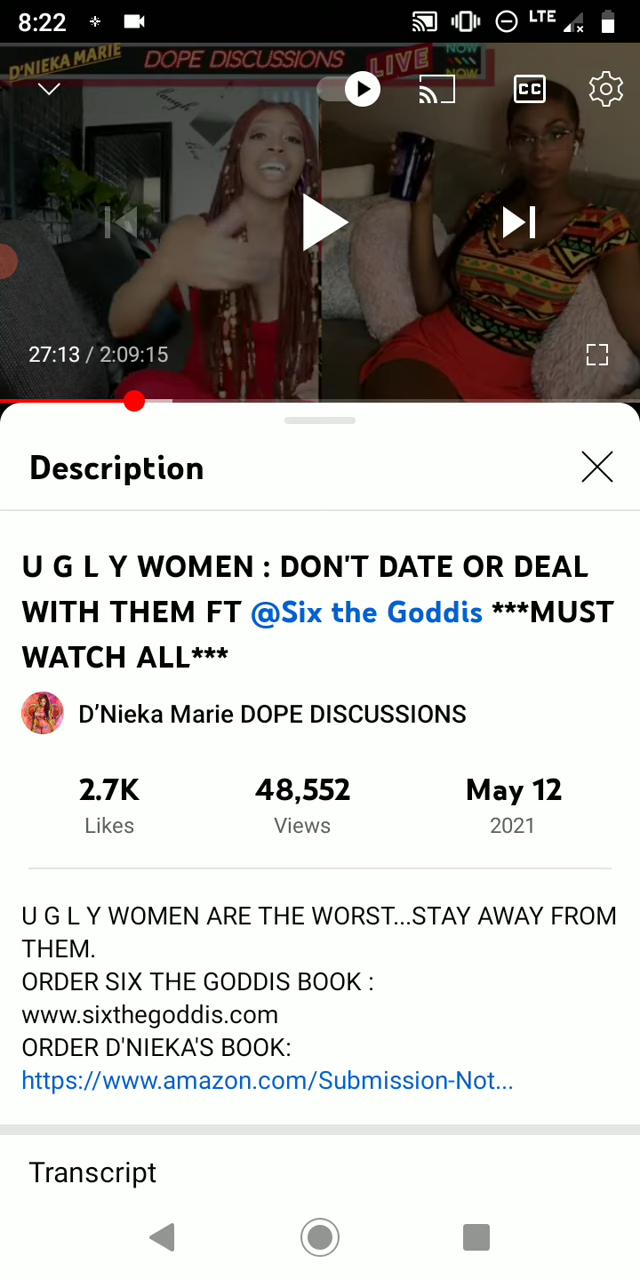 8:22
LTE
D'NIEKA MARIE DOPE DISCUSSIONS LIVE NOW
NOW
laugh
CC
27:13 / 2:09:15
Description
U G L Y WOMEN : DON'T DATE OR DEAL
WITH THEM FT @Six the Goddis ***MUST
WATCH ALL***
D'Nieka Marie DOPE DISCUSSIONS
2.7K 48,552 May 12
Likes Views 2021
U G L Y WOMEN ARE THE WORST...STAY AWAY FROM
THEM.
ORDER SIX THE GODDIS BOOK :
www.sixthegoddis.com
ORDER D'NIEKA'S BOOK:
https://www.amazon.com/Submission-Not...
Transcript